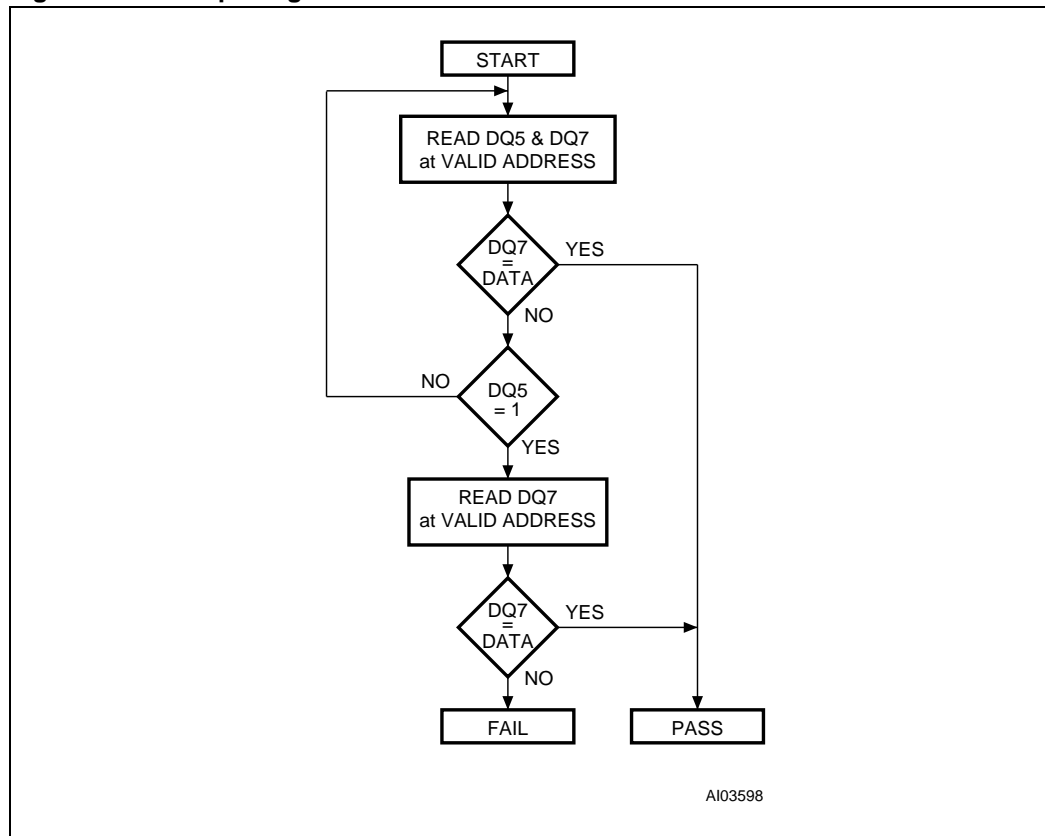 START
READ DQ5 & DQ7
at VALID ADDRESS
DQ7
=
DATA
YES
NO
DQ5
= 1
NO
YES
READ DQ7
at VALID ADDRESS
DQ7
=
DATA
YES
NO
FAIL
PASS
AI03598